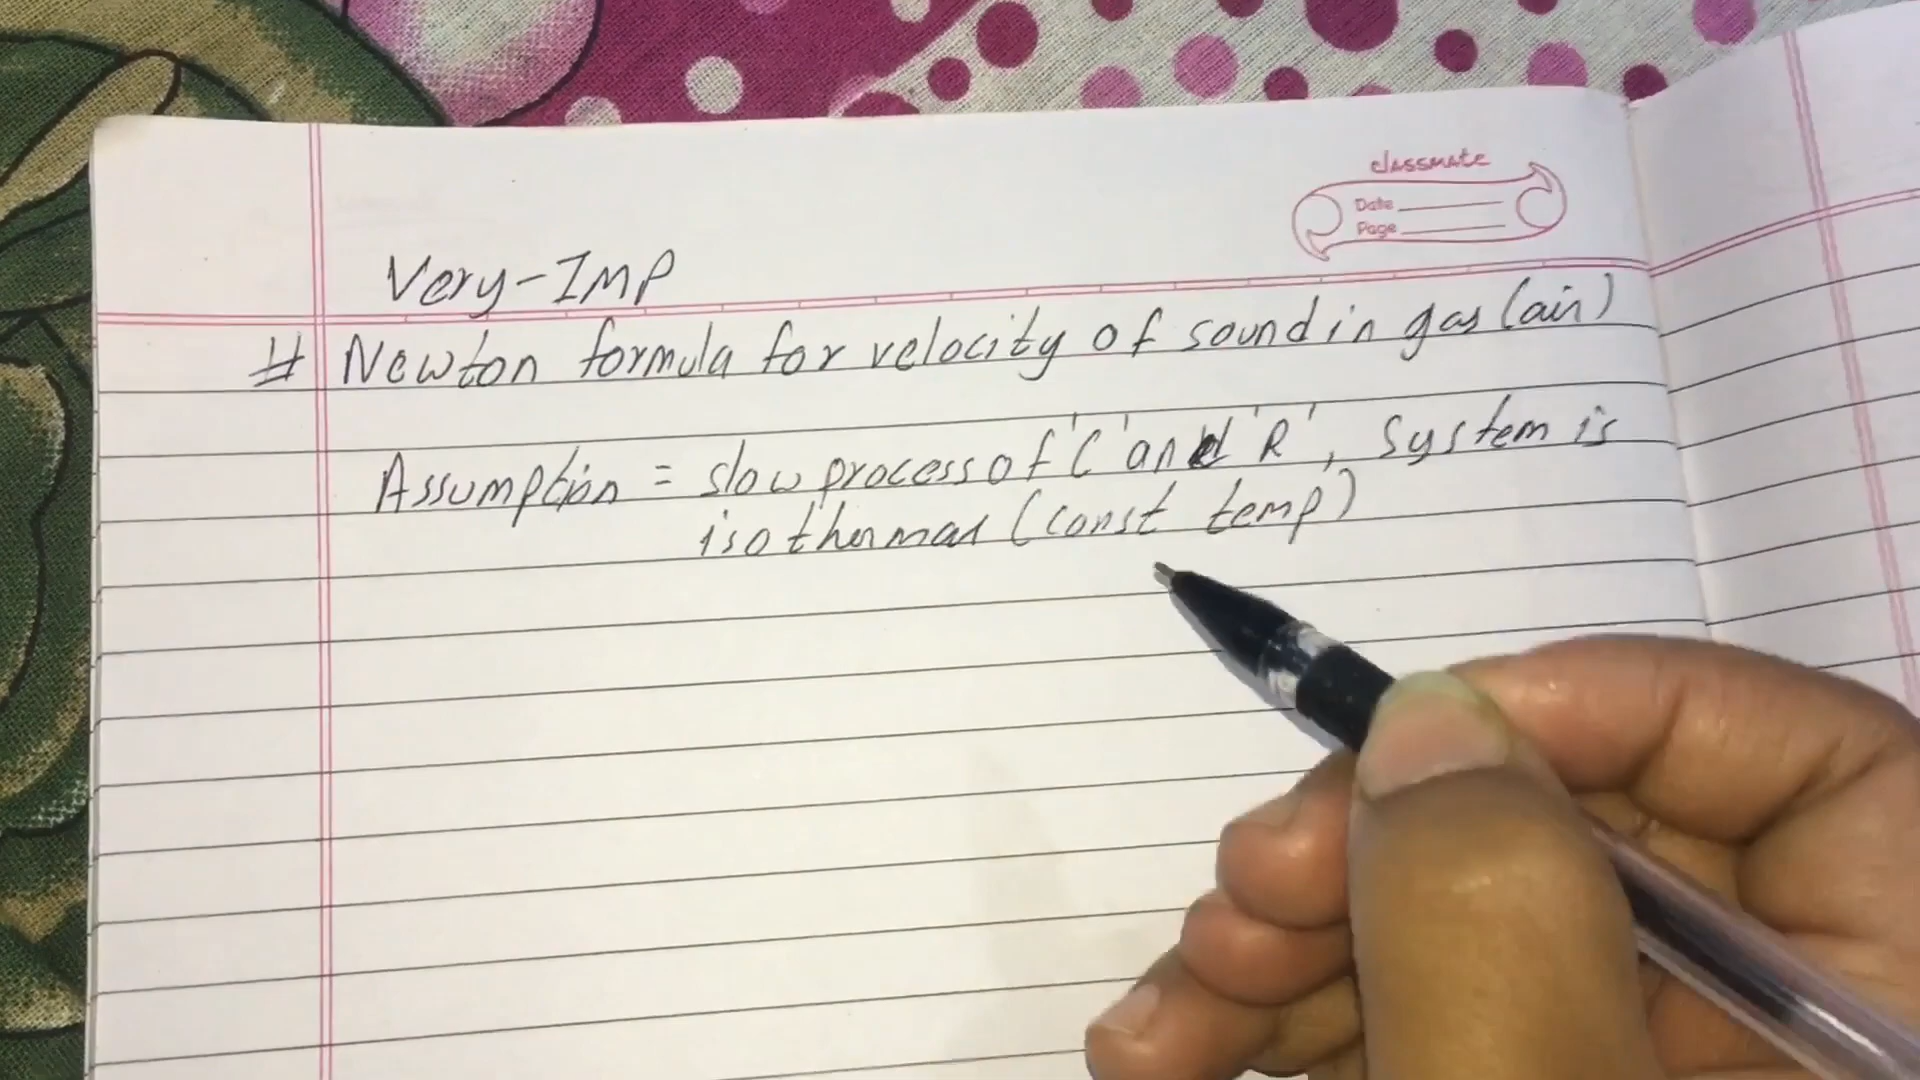 classmate
Date
Page
Very-IMP
# Newton formula for velocity of sound in gas (air)
Assumption = slow process of 'C' and 'R', System is
isothermal (const temp)